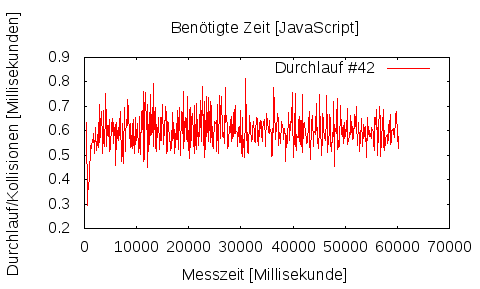 Benötigte Zeit [JavaScript]
Durchlauf/Kollisionen [Millisekunden]
Durchlauf #42
0.9
0.8
0.7
0.6
0.5
0.4
0.3
0.2
0 10000 20000 30000 40000 50000 60000 70000
Messzeit [Millisekunde]